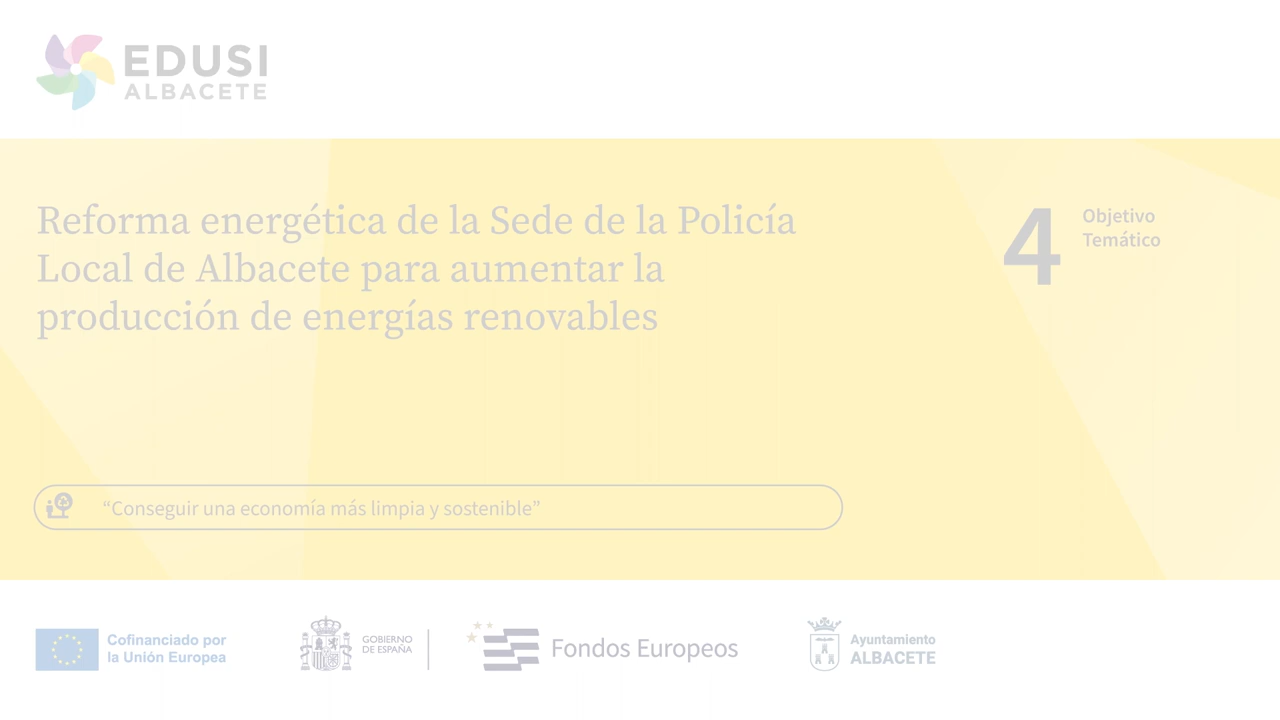 EDUSI
ALBACETE
Reforma energética de la Sede de la Policía
Local de Albacete para aumentar la
producción de energías renovables
4
Objetivo
Temático
“Conseguir una economía más limpia y sostenible”
Cofinanciado por
la Unión Europea
GOBIERNO
DE ESPAÑA
Fondos Europeos
Ayuntamiento
ALBACETE